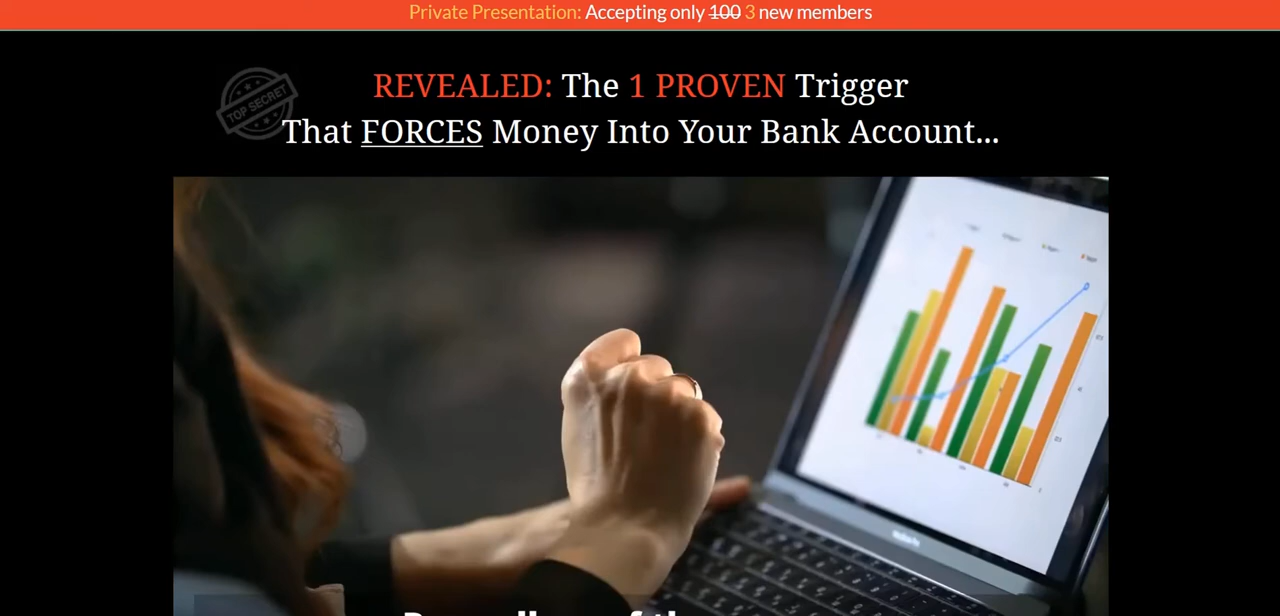 Private Presentation: Accepting only 100 3 new members
TOP SECRET
REVEALED: The 1 PROVEN Trigger
That FORCES Money Into Your Bank Account...